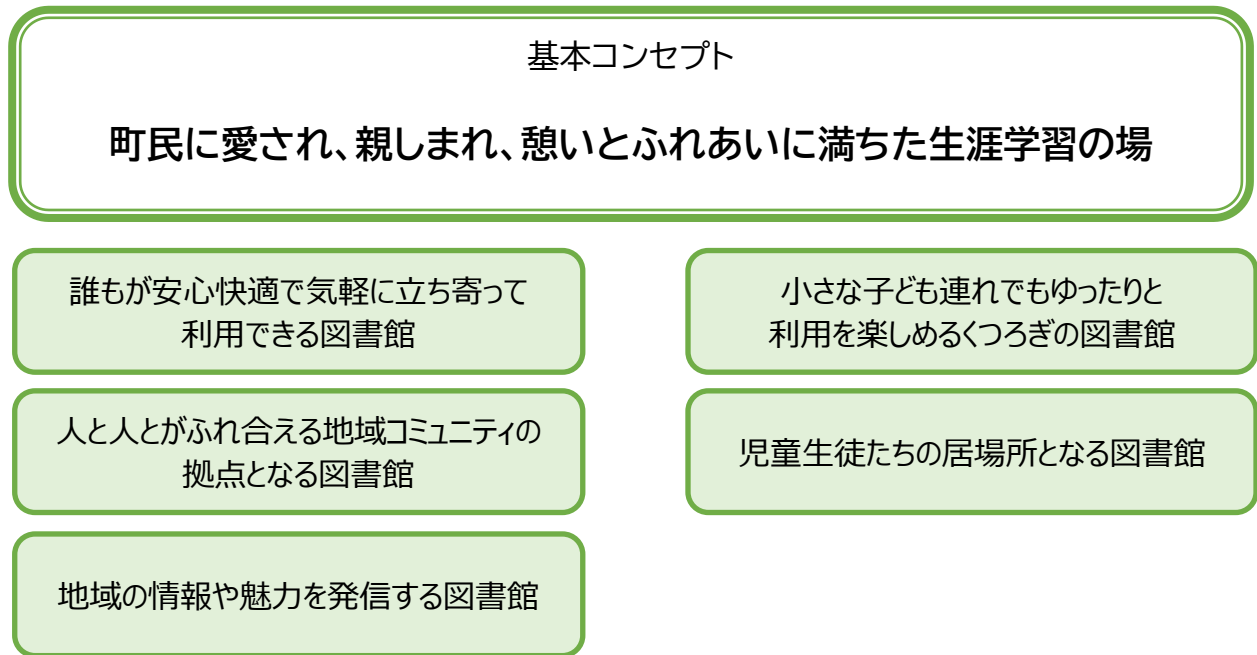 基本コンセプト
町民に愛され、親しまれ、憩いとふれあいに満ちた生涯学習の場
誰もが安心快適で気軽に立ち寄って
利用できる図書館
小さな子ども連れでもゆったりと
利用を楽しめるくつろぎの図書館
人と人とがふれ合える地域コミュニティの
拠点となる図書館
児童生徒たちの居場所となる図書館
地域の情報や魅力を発信する図書館